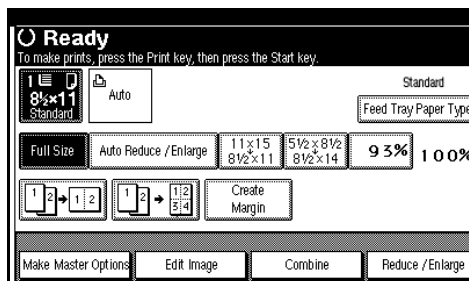 Ready
To make prints, press the Print key, then press the Start key.
1
8½×11
Standard
Auto
Standard
Feed Tray Paper Type
Full Size
Auto Reduce / Enlarge
11×15
8½×11
5½×8½
8½×14
93%
100%
1 2 1 2
1 2 1 2
3 4
Create
Margin
Make Master Options
Edit Image
Combine
Reduce / Enlarge